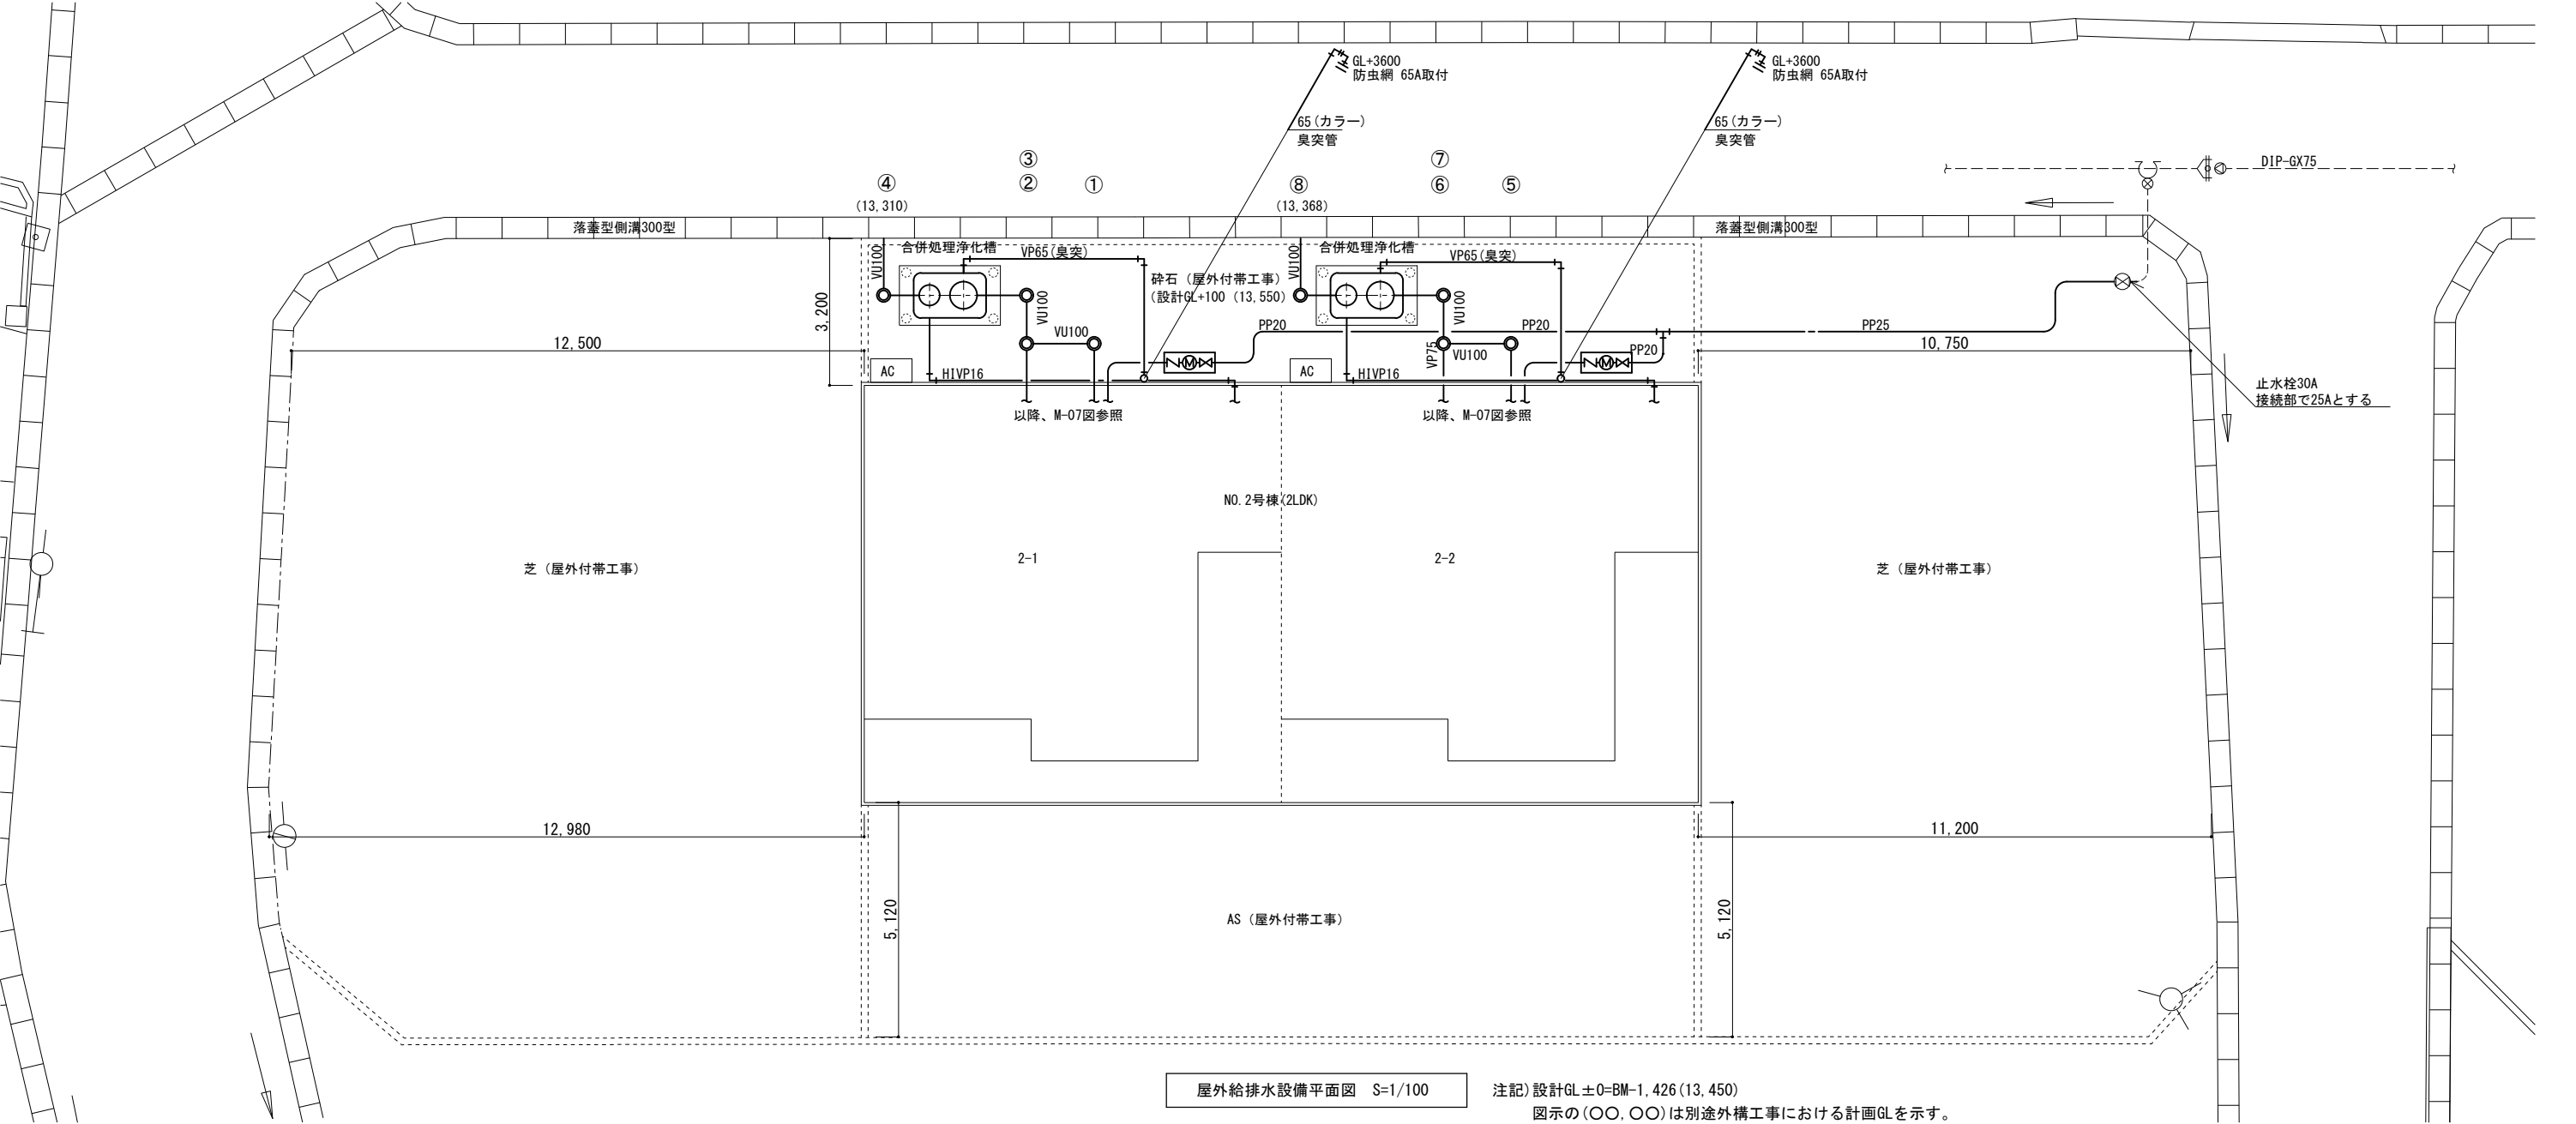 GL+3600
防虫網 65A取付
GL+3600
防虫網 65A取付
65(カラー)
臭突管
65(カラー)
臭突管
DIP-GX75
③
②
①
④
(13,310)
⑦
⑥
⑤
⑧
(13,368)
落蓋型側溝300型
落蓋型側溝300型
合併処理浄化槽
VP65(臭突)
VU100
VU100
VU100
砕石（屋外付帯工事）
(設計GL+100 (13,550)
合併処理浄化槽
VP65(臭突)
VU100
VU100
VU100
VP75
3,200
PP20
PP20
PP20
PP25
12,500
10,750
AC
HIVP16
M
AC
HIVP16
M
以降、M-07図参照
以降、M-07図参照
止水栓30A
接続部で25Aとする
NO.2号棟(2LDK)
2-1
2-2
芝（屋外付帯工事）
芝（屋外付帯工事）
12,980
11,200
5,120
5,120
AS（屋外付帯工事）
屋外給排水設備平面図　S=1/100
注記)設計GL±0=BM-1,426(13,450)
図示の(〇〇,〇〇)は別途外構工事における計画GLを示す。